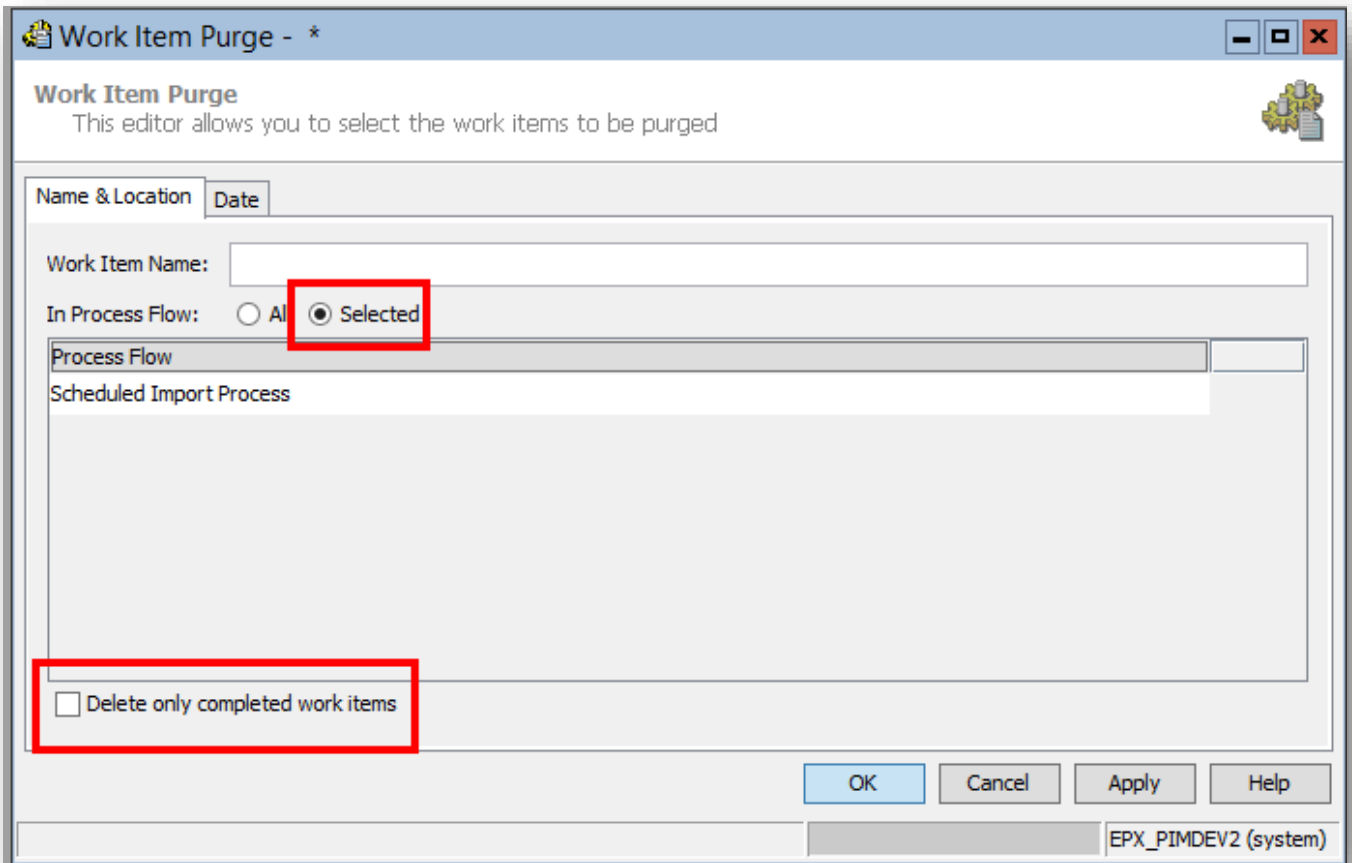 Work Item Purge - *
Work Item Purge
This editor allows you to select the work items to be purged
Name & Location Date
Work Item Name:
In Process Flow: Al Selected
Process Flow
Scheduled Import Process
Delete only completed work items
OK Cancel Apply Help
EPX_PIMDEV2 (system)